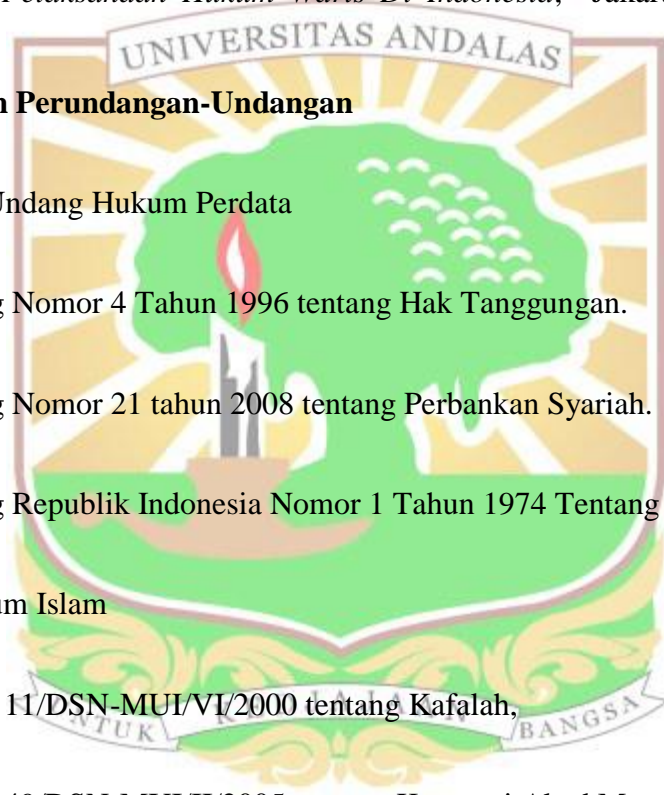 Pelaksanaan Hukum Waris Di Indonesia,
UNIVERSITAS ANDALAS
Perundangan-Undangan
Undang Hukum Perdata
Nomor 4 Tahun 1996 tentang Hak Tanggungan.
Nomor 21 tahun 2008 tentang Perbankan Syariah.
Republik Indonesia Nomor 1 Tahun 1974 Tentang
Islam
11/DSN-MUI/VI/2000 tentang Kafalah,
UNTUK KEDJAJAAN BANGSA